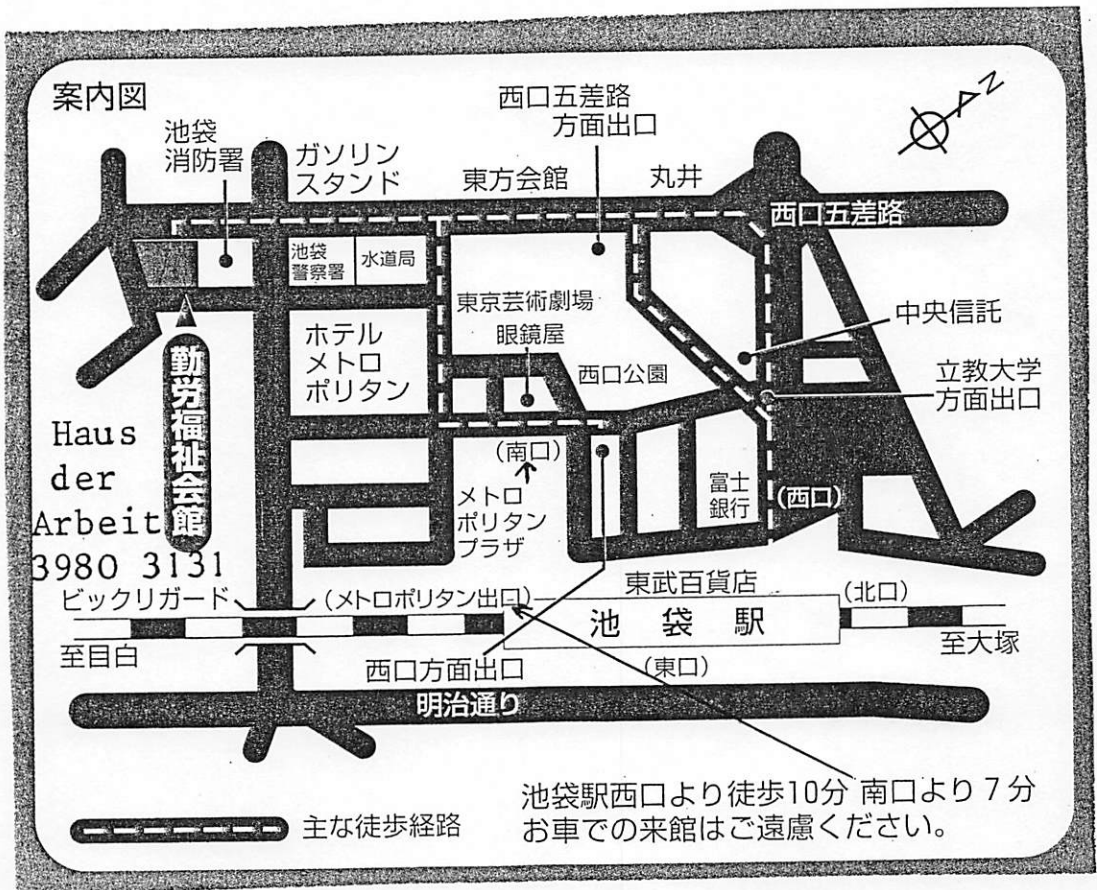 案内図
N
池袋
消防署
ガソリン
スタンド
東方会館
西口五差路
方面出口
丸井
西口五差路
池袋
警察署
水道局
東京芸術劇場
眼鏡屋
ホテル
メトロ
ポリタン
西口公園
中央信託
立教大学
方面出口
勤労福祉会館
Haus
der
Arbeit
3980 3131
(南口)
メトロ
ポリタン
プラザ
富士
銀行
(西口)
ビックリガード
(メトロポリタン出口)
東武百貨店
(北口)
池袋駅
至目白
至大塚
西口方面出口
(東口)
明治通り
主な徒歩経路
池袋駅西口より徒歩10分 南口より7分
お車での来館はご遠慮ください。